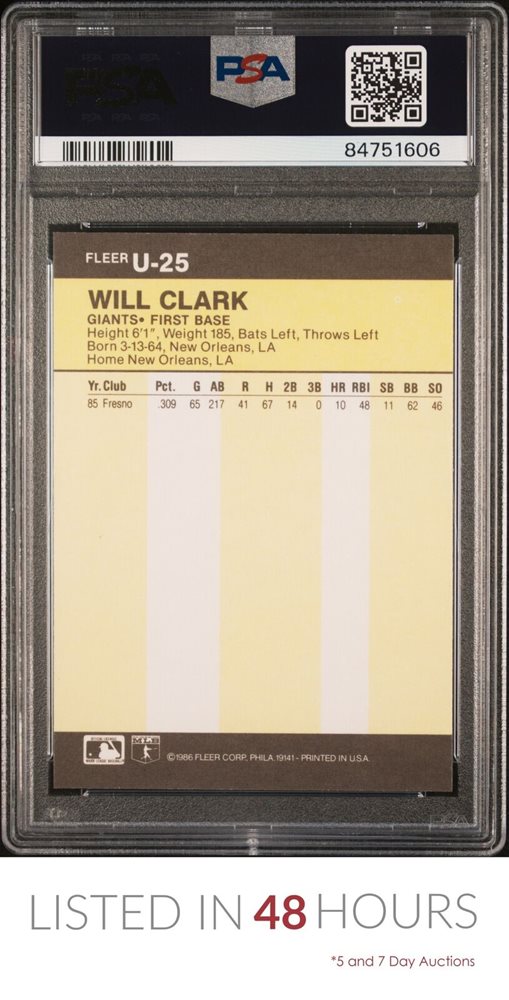 PSA
PSA
84751606
FLEER U-25
WILL CLARK
GIANTS• FIRST BASE
Height 6'1", Weight 185, Bats Left, Throws Left
Born 3-13-64, New Orleans, LA
Home New Orleans, LA
Yr. Club Pct. G AB R H 2B 3B HR RBI SB BB SO
85 Fresno .309 65 217 41 67 14 0 10 48 11 62 46
MLB
©1986 FLEER CORP. PHILA. 19141 - PRINTED IN U.S.A.
PSA
LISTED IN 48 HOURS
*5 and 7 Day Auctions